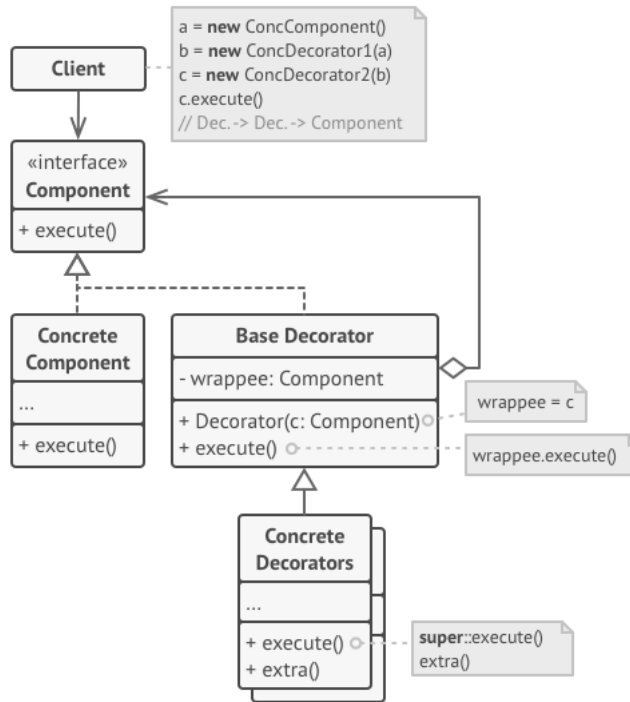 Client
a = new ConcComponent()
b = new ConcDecorator1(a)
c = new ConcDecorator2(b)
c.execute()
// Dec. -> Dec. -> Component
«interface»
Component
+ execute()
Concrete
Component
...
+ execute()
Base Decorator
- wrappee: Component
+ Decorator(c: Component)
+ execute()
wrappee = c
wrappee.execute()
Concrete
Decorators
...
+ execute()
+ extra()
super::execute()
extra()